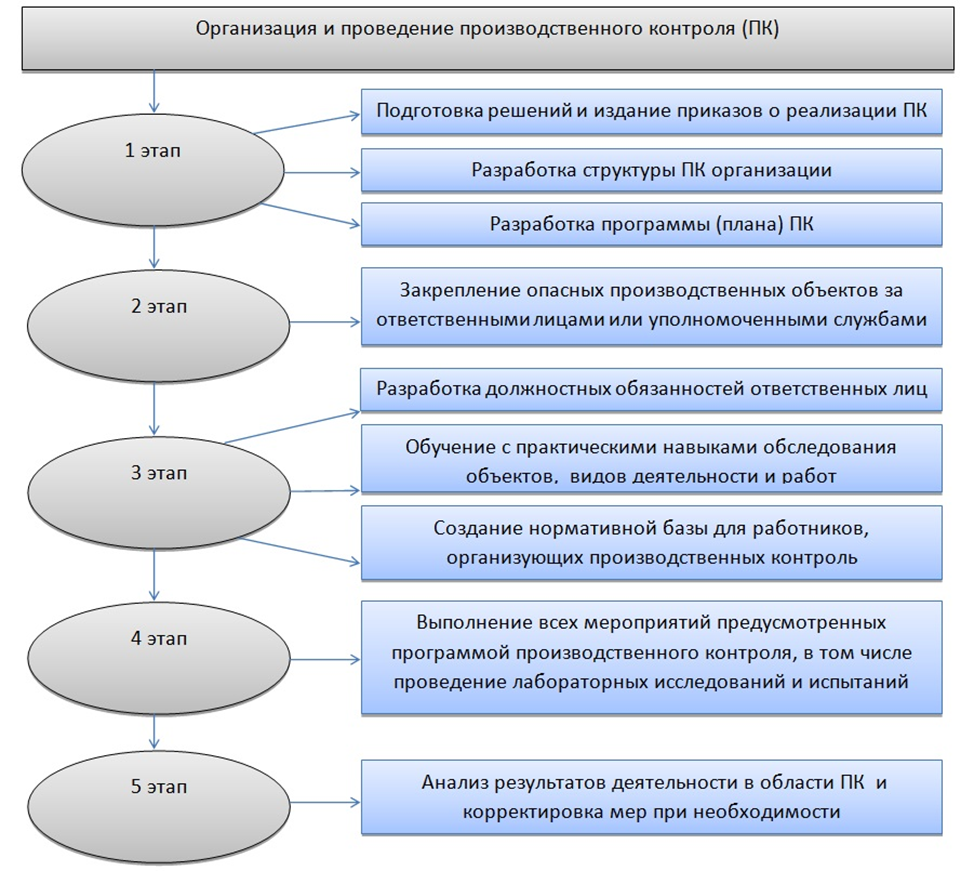 Организация и проведение производственного контроля (ПК)
1 этап
Подготовка решений и издание приказов о реализации ПК
Разработка структуры ПК организации
Разработка программы (плана) ПК
2 этап
Закрепление опасных производственных объектов за
ответственными лицами или уполномоченными службами
3 этап
Разработка должностных обязанностей ответственных лиц
Обучение с практическими навыками обследования
объектов, видов деятельности и работ
Создание нормативной базы для работников,
организующих производственных контроль
4 этап
Выполнение всех мероприятий предусмотренных
программой производственного контроля, в том числе
проведение лабораторных исследований и испытаний
5 этап
Анализ результатов деятельности в области ПК и
корректировка мер при необходимости